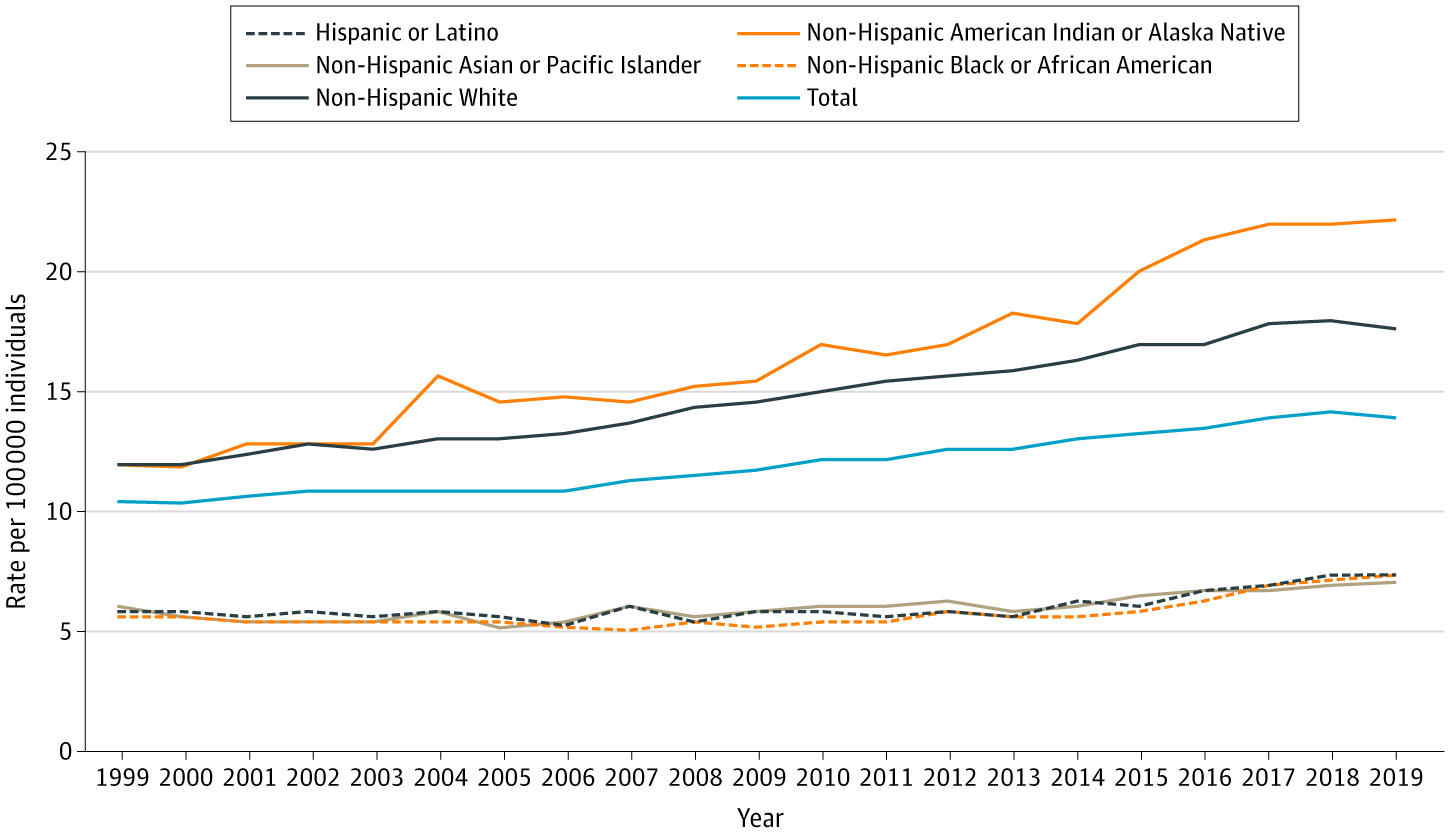 Hispanic or Latino
Non-Hispanic American Indian or Alaska Native
Non-Hispanic Asian or Pacific Islander
Non-Hispanic Black or African American
Non-Hispanic White
Total
25
20
15
10
5
0
Rate per 100 000 individuals
1999 2000 2001 2002 2003 2004 2005 2006 2007 2008 2009 2010 2011 2012 2013 2014 2015 2016 2017 2018 2019
Year